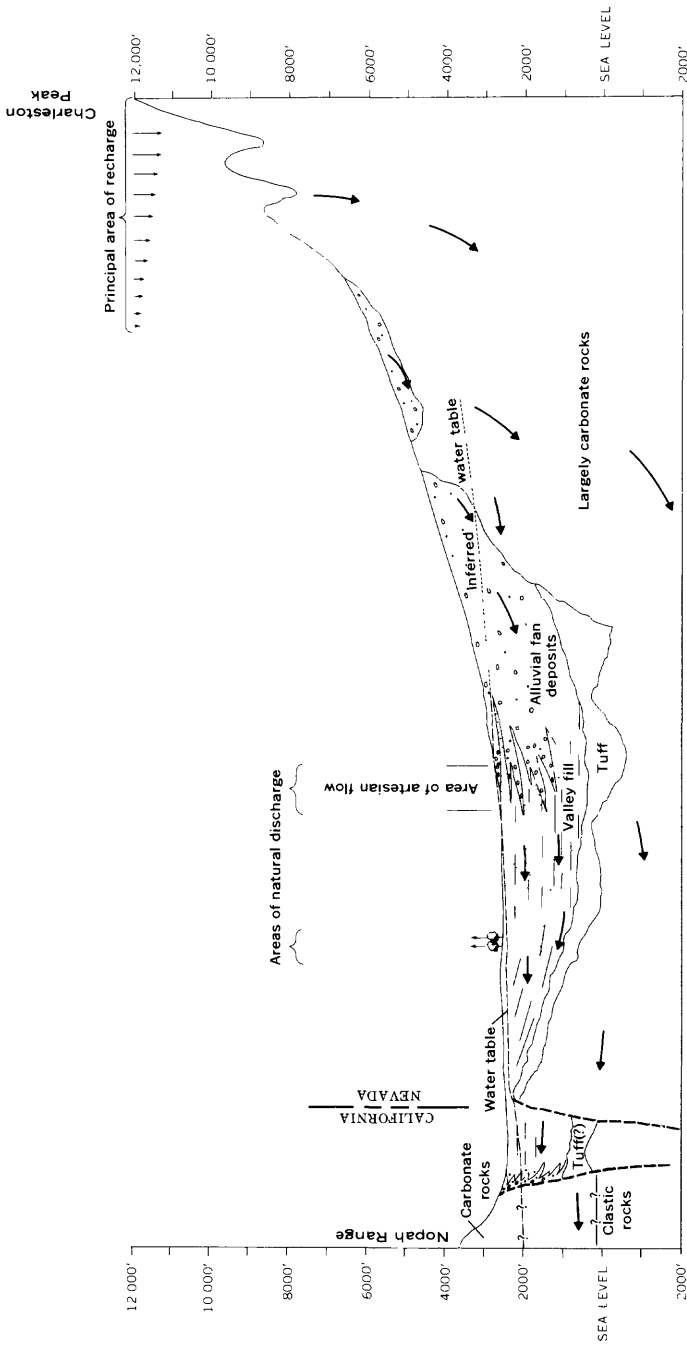 Charleston
Peak
Principal area of recharge
12,000'
10 000'
8000'
6000'
4000'
2000'
SEA LEVEL
2000'
Areas of natural discharge
Area of artesian flow
CALIFORNIA
NEVADA
Nopah Range
Carbonate
rocks
Water table
Inferred water table
Alluvial fan
deposits
Valley fill
Tuff
Largely carbonate rocks
Tuff(?)
?
?
?
?
Clastic
rocks
12 000'
10 000'
8000'
6000'
4000'
2000'
SEA LEVEL
2000'